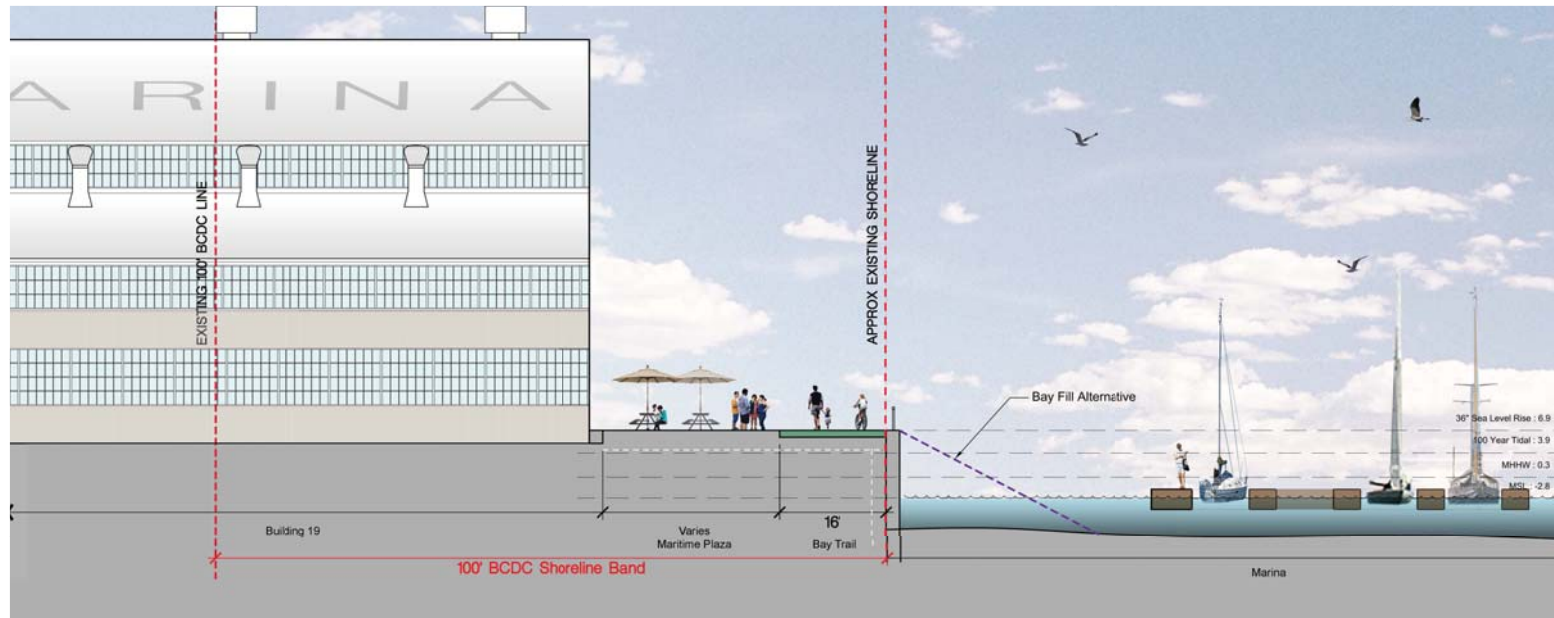 ARINA
EXISTING 100' BCDC LINE
APPROX EXISTING SHORELINE
Bay Fill Alternative
36" Sea Level Rise : 6.9
100 Year Tidal : 3.9
MHHW : 0.3
MSL : -2.8
Building 19
Varies
Maritime Plaza
16'
Bay Trail
100' BCDC Shoreline Band
Marina